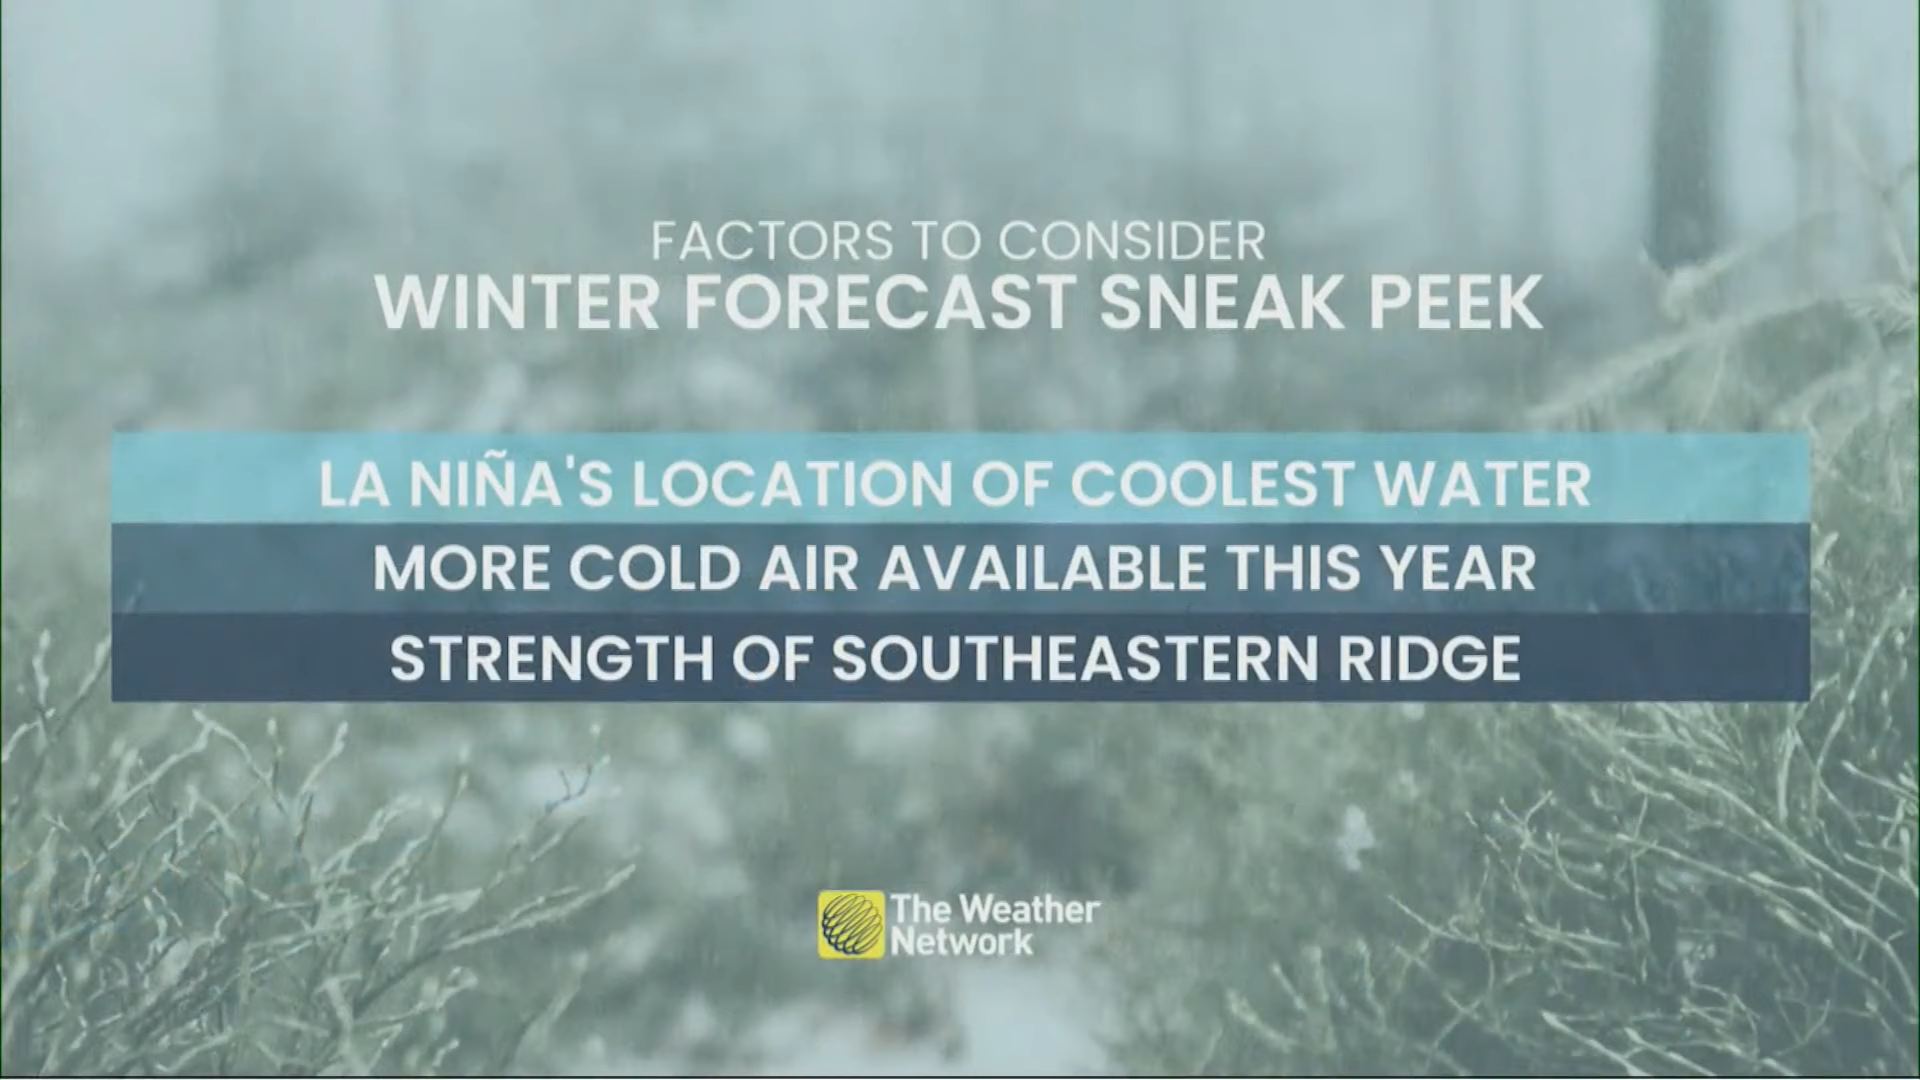 FACTORS TO CONSIDER
WINTER FORECAST SNEAK PEEK
LA NIÑA'S LOCATION OF COOLEST WATER
MORE COLD AIR AVAILABLE THIS YEAR
STRENGTH OF SOUTHEASTERN RIDGE
The Weather
Network